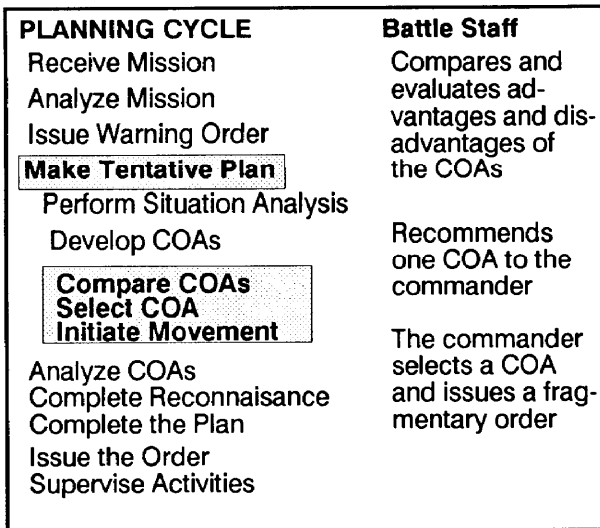 PLANNING CYCLE
Receive Mission
Analyze Mission
Issue Warning Order
Make Tentative Plan
Perform Situation Analysis
Develop COAs
Compare COAs
Select COA
Initiate Movement
Analyze COAs
Complete Reconnaisance
Complete the Plan
Issue the Order
Supervise Activities
Battle Staff
Compares and
evaluates ad-
vantages and dis-
advantages of
the COAs
Recommends
one COA to the
commander
The commander
selects a COA
and issues a frag-
mentary order